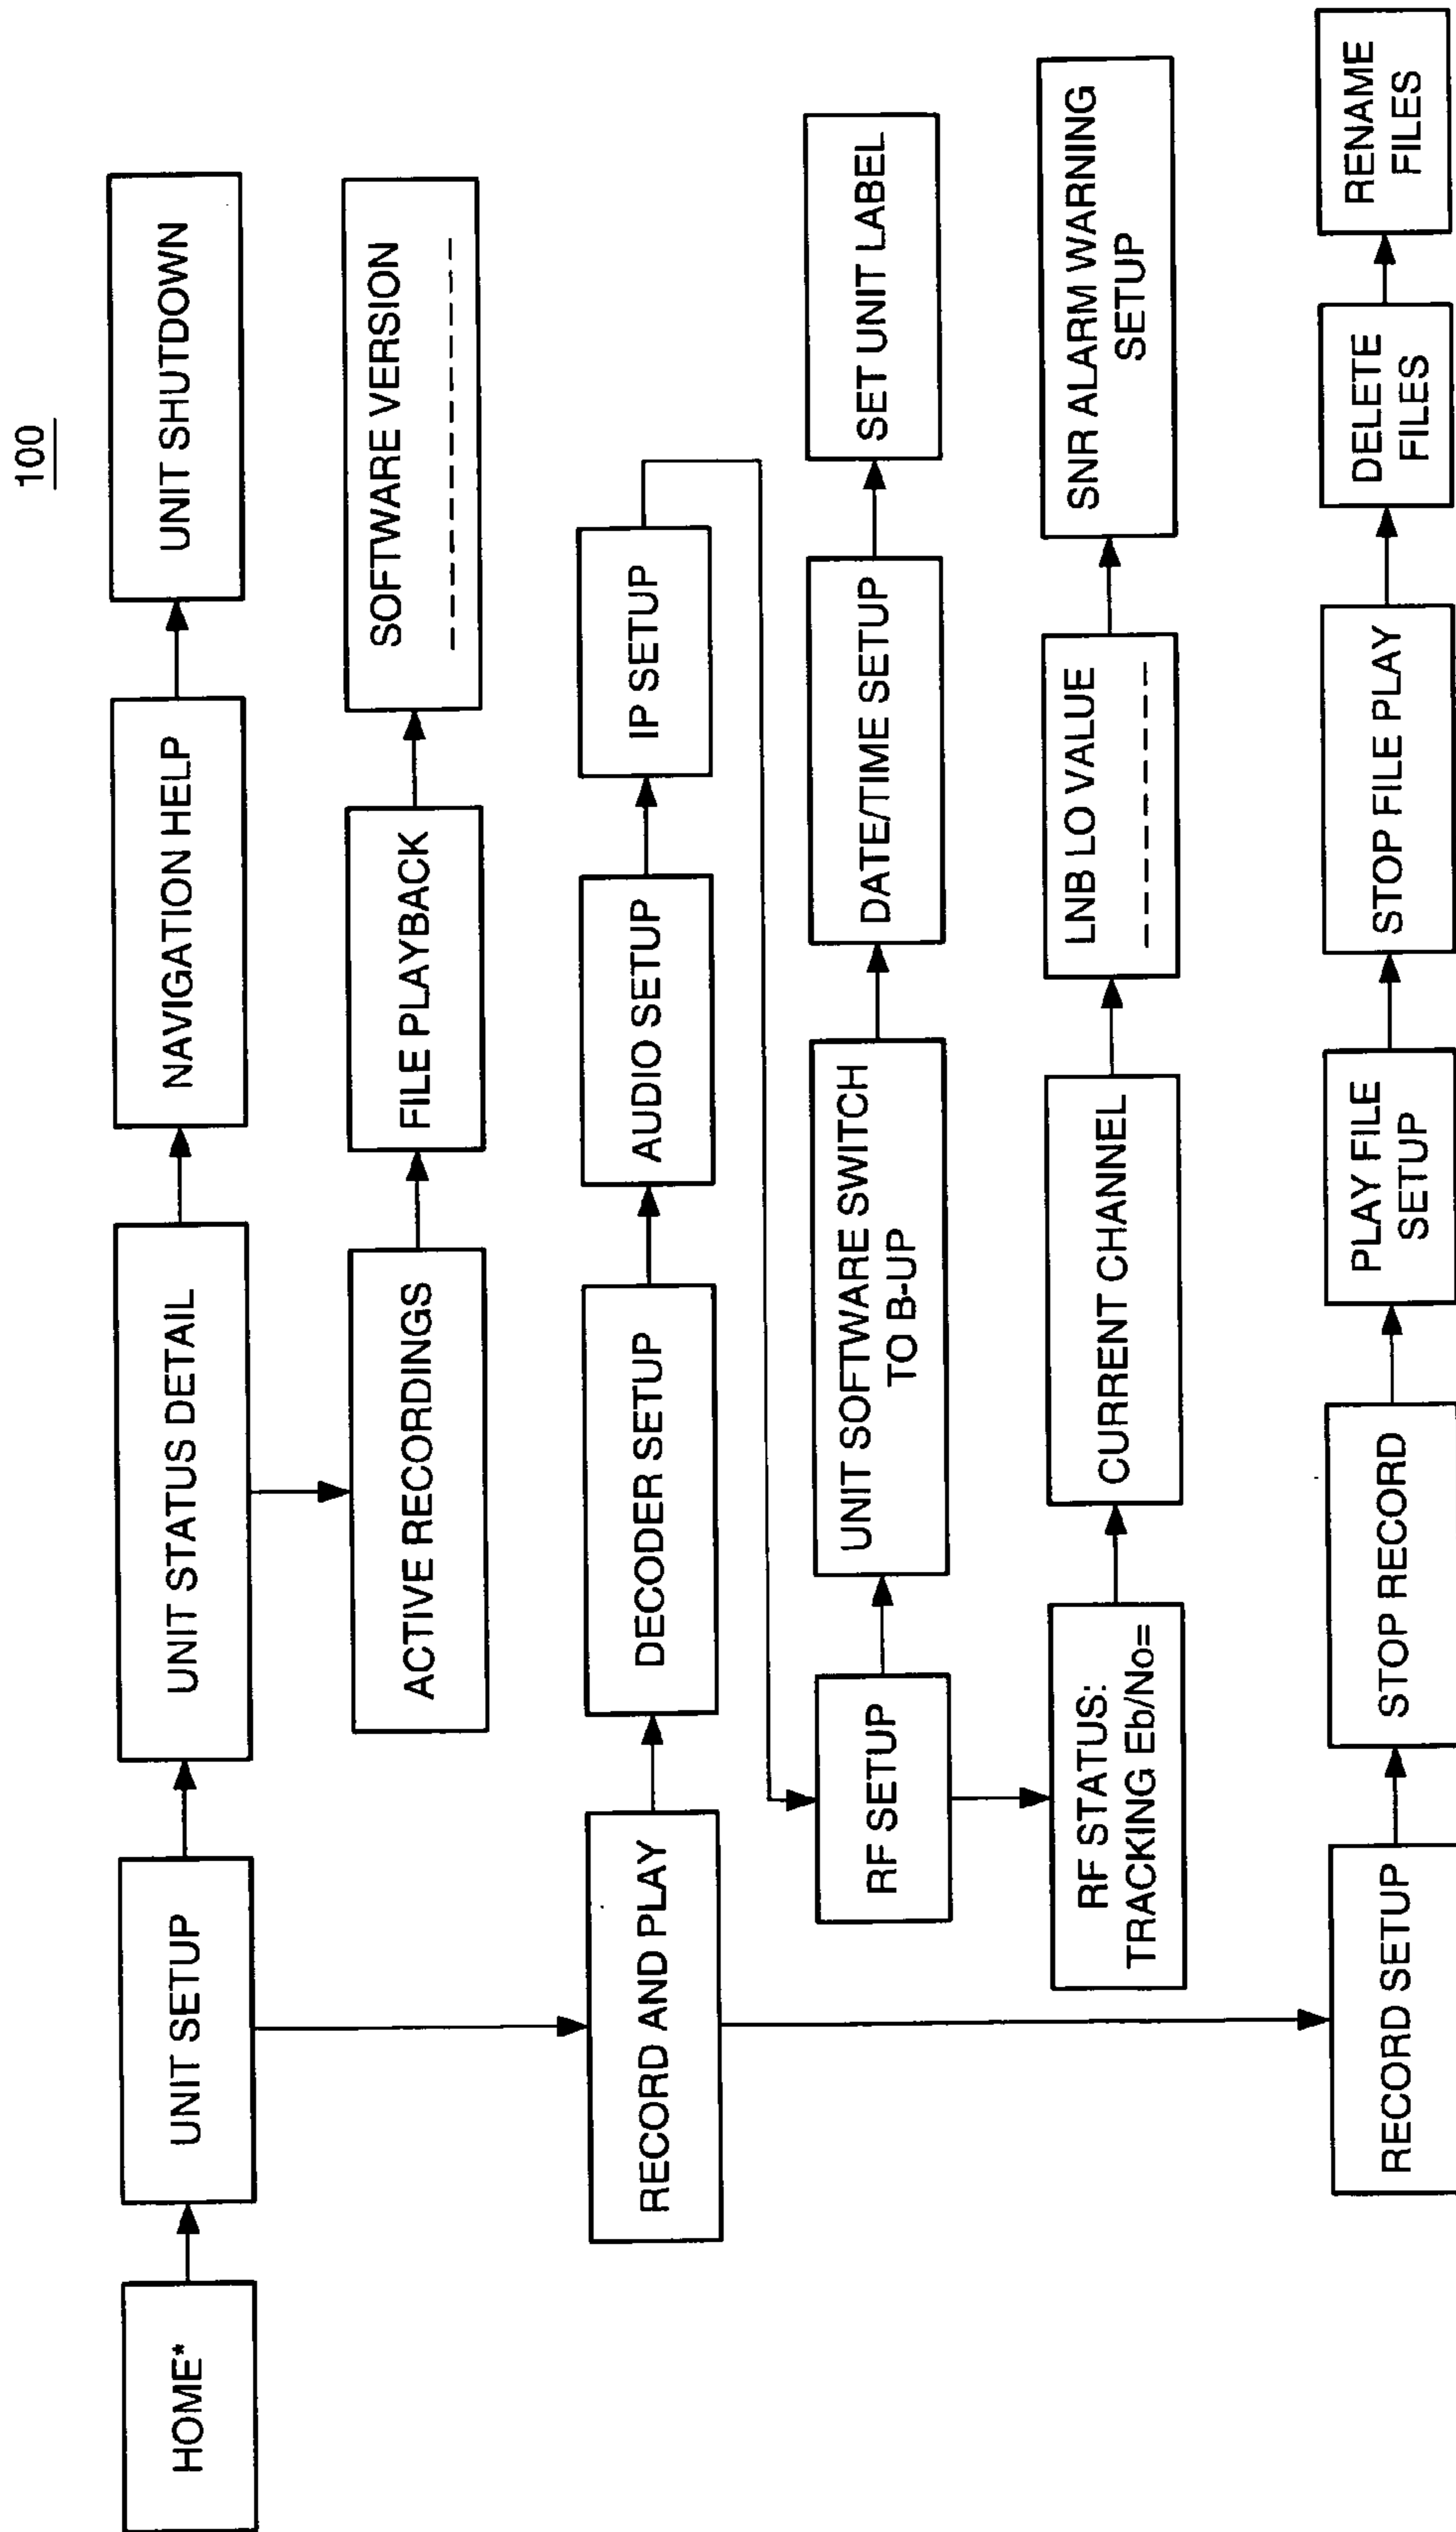 100
HOME*
UNIT SETUP
UNIT STATUS DETAIL
NAVIGATION HELP
UNIT SHUTDOWN
ACTIVE RECORDINGS
FILE PLAYBACK
SOFTWARE VERSION
RECORD AND PLAY
DECODER SETUP
AUDIO SETUP
IP SETUP
RF SETUP
UNIT SOFTWARE SWITCH
TO B-UP
DATE/TIME SETUP
SET UNIT LABEL
RF STATUS:
TRACKING Eb/No=
CURRENT CHANNEL
LNB LO VALUE
SNR ALARM WARNING
SETUP
RECORD SETUP
STOP RECORD
PLAY FILE
SETUP
STOP FILE PLAY
DELETE
FILES
RENAME
FILES